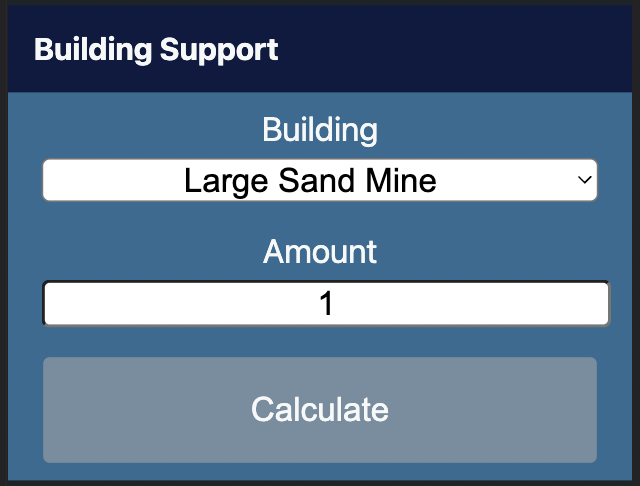 Building Support
Building
Large Sand Mine
Amount
1
Calculate